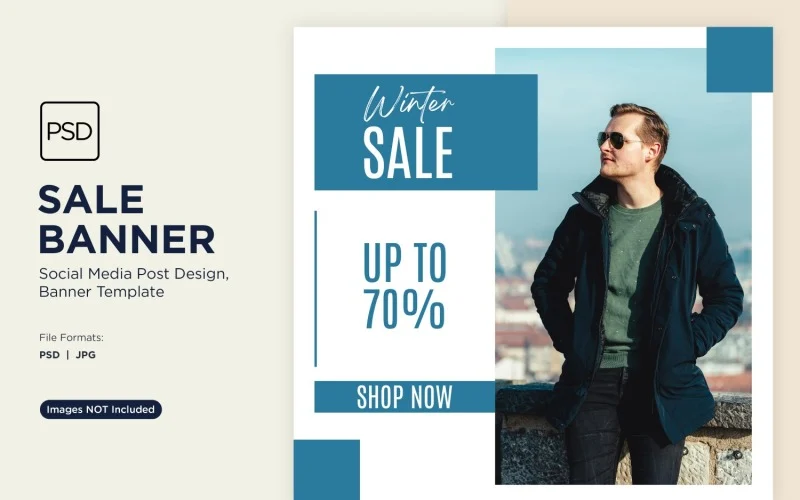 PSD
SALE
BANNER
Social Media Post Design,
Banner Template
File Formats:
PSD | JPG
Images NOT Included
Winter
SALE
UP TO
70%
SHOP NOW